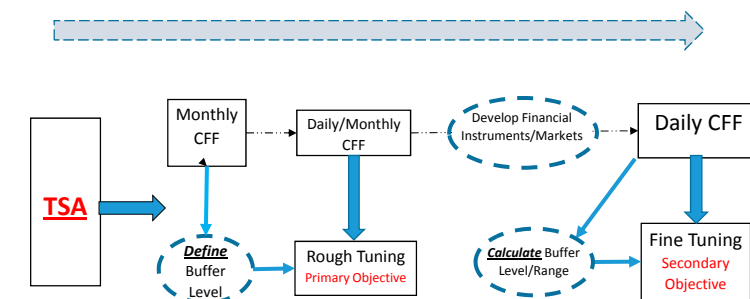 TSA
Monthly
CFF
Daily/Monthly
CFF
Develop Financial
Instruments/Markets
Daily CFF
Define
Buffer
Level
Rough Tuning
Primary Objective
Calculate Buffer
Level/Range
Fine Tuning
Secondary
Objective